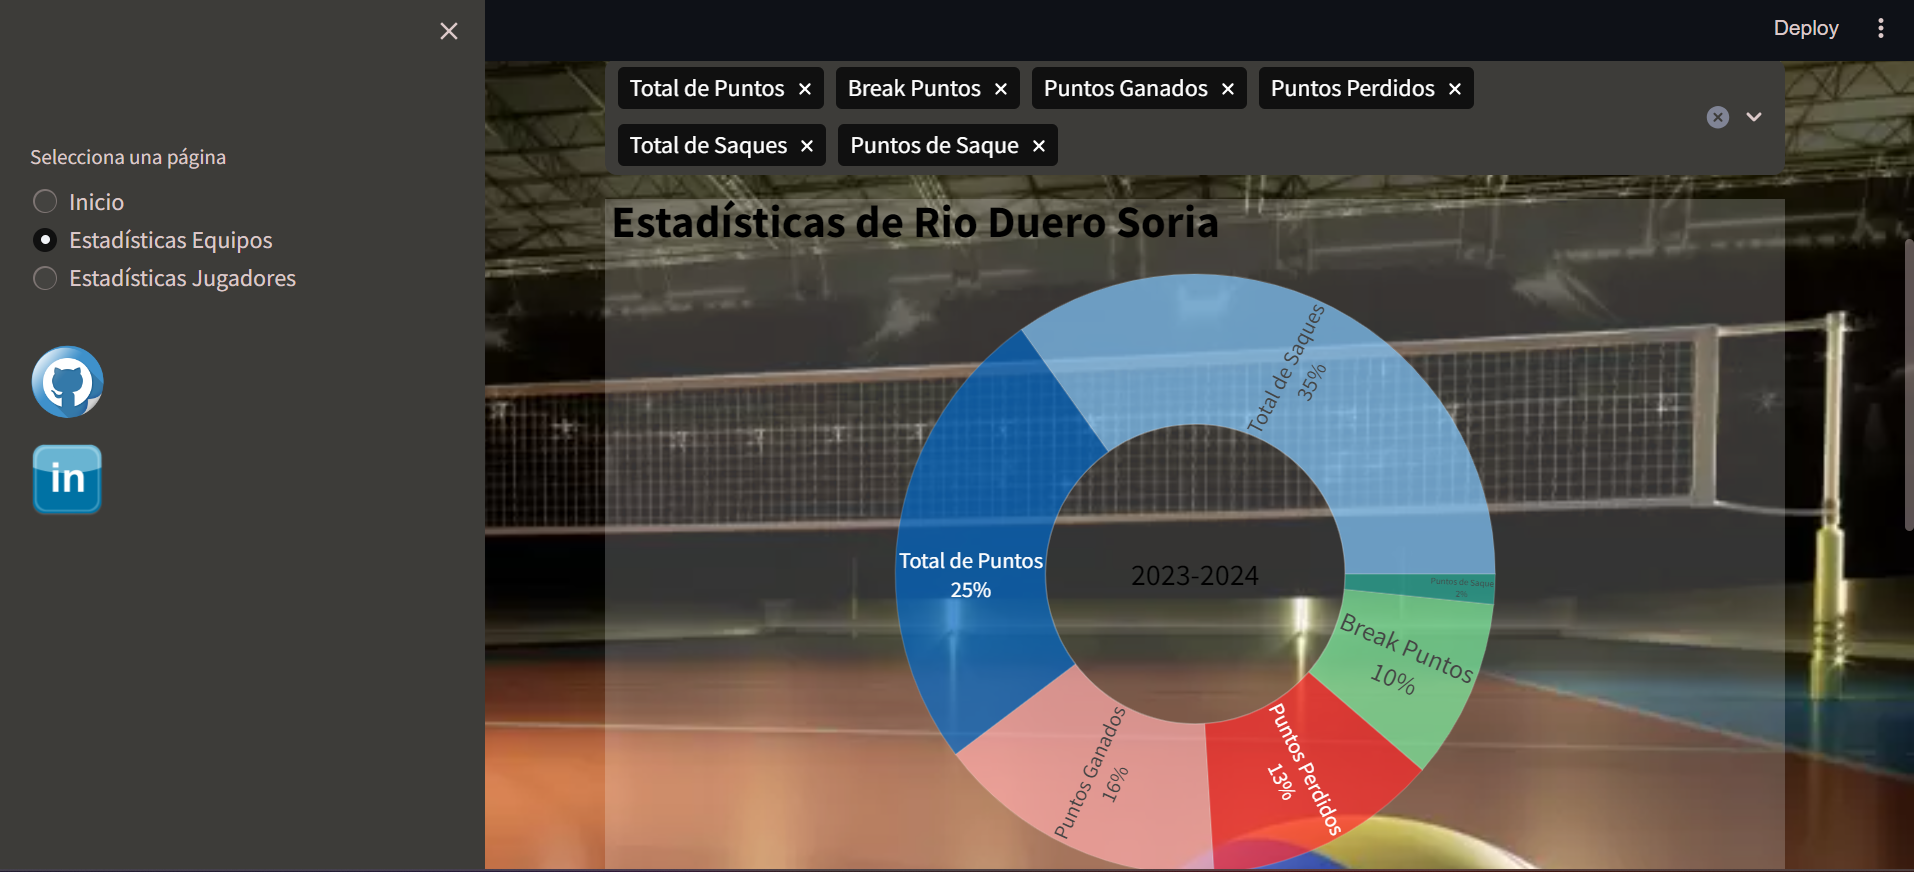 Deploy
Selecciona una página
Inicio
Estadísticas Equipos
Estadísticas Jugadores
in
Total de Puntos
Break Puntos
Puntos Ganados
Puntos Perdidos
Total de Saques
Puntos de Saque
Estadísticas de Rio Duero Soria
Total de Saques
35%
Total de Puntos
25%
2023-2024
Puntos de Saque
2%
Break Puntos
10%
Puntos Ganados
16%
Puntos Perdidos
13%